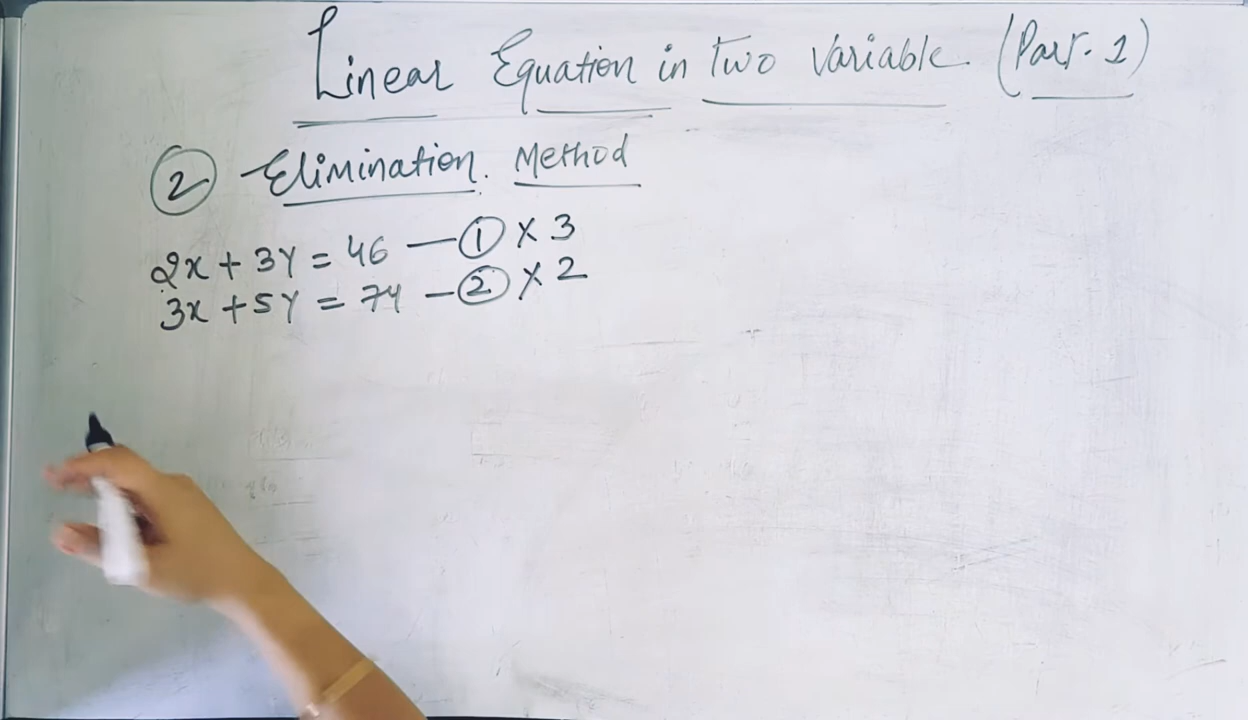 Linear Equation in Two Variable. (Part-1)
② Elimination. Method
2x + 3y = 46 — ① × 3
3x + 5y = 74 — ② × 2